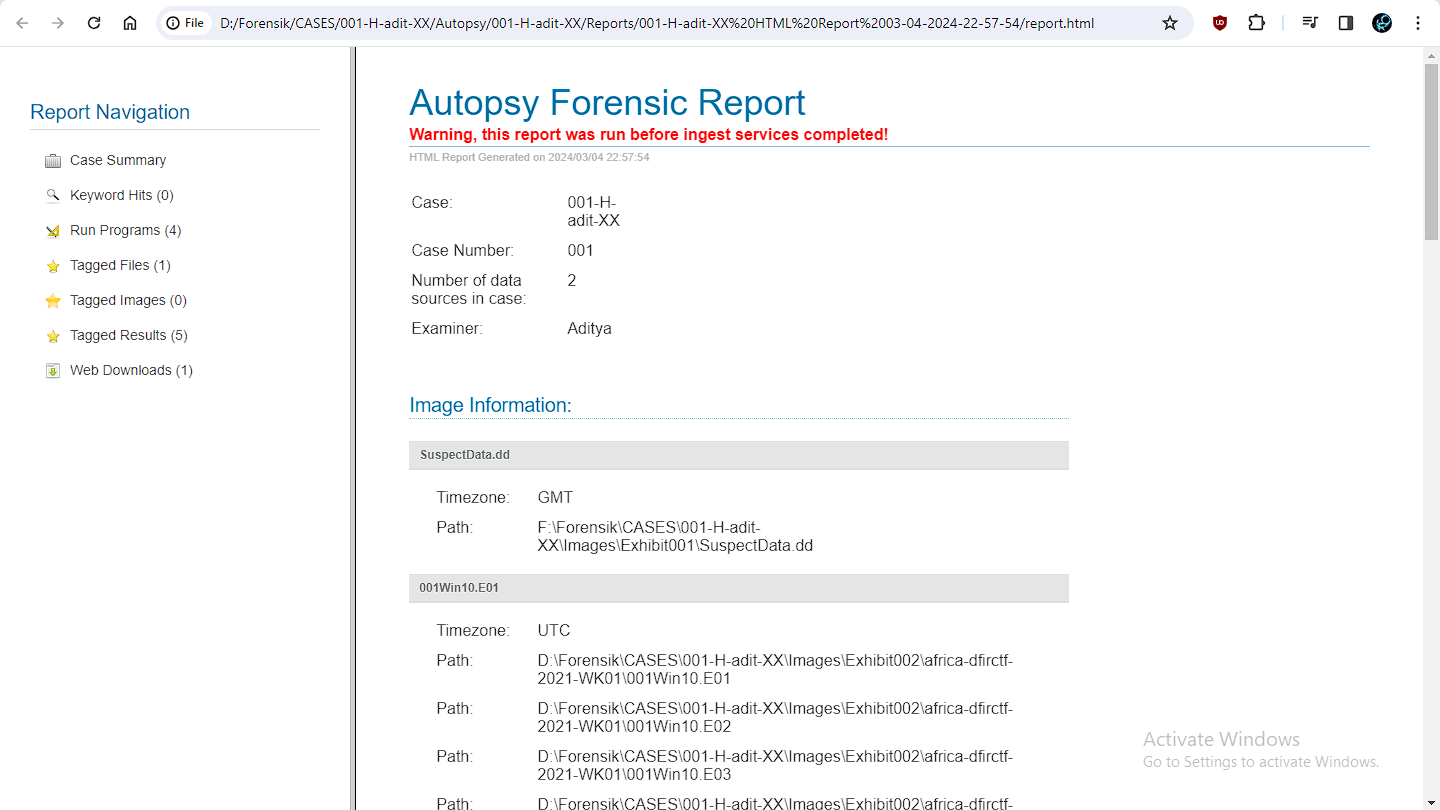 File
D:/Forensik/CASES/001-H-adit-XX/Autopsy/001-H-adit-XX/Reports/001-H-adit-XX%20HTML%20Report%2003-04-2024-22-57-54/report.html
Report Navigation
Case Summary
Keyword Hits (0)
Run Programs (4)
Tagged Files (1)
Tagged Images (0)
Tagged Results (5)
Web Downloads (1)
Autopsy Forensic Report
Warning, this report was run before ingest services completed!
HTML Report Generated on 2024/03/04 22:57:54
Case: 001-H-
adit-XX
Case Number: 001
Number of data 2
sources in case:
Examiner: Aditya
Image Information:
SuspectData.dd
Timezone: GMT
Path: F:\Forensik\CASES\001-H-adit-
XX\Images\Exhibit001\SuspectData.dd
001Win10.E01
Timezone: UTC
Path: D:\Forensik\CASES\001-H-adit-XX\Images\Exhibit002\africa-dfirctf-
2021-WK01\001Win10.E01
Path: D:\Forensik\CASES\001-H-adit-XX\Images\Exhibit002\africa-dfirctf-
2021-WK01\001Win10.E02
Path: D:\Forensik\CASES\001-H-adit-XX\Images\Exhibit002\africa-dfirctf-
2021-WK01\001Win10.E03
Path: D:\Forensik\CASES\001-H-adit-XX\Images\Exhibit002\africa-dfirctf-
Activate Windows
Go to Settings to activate Windows.